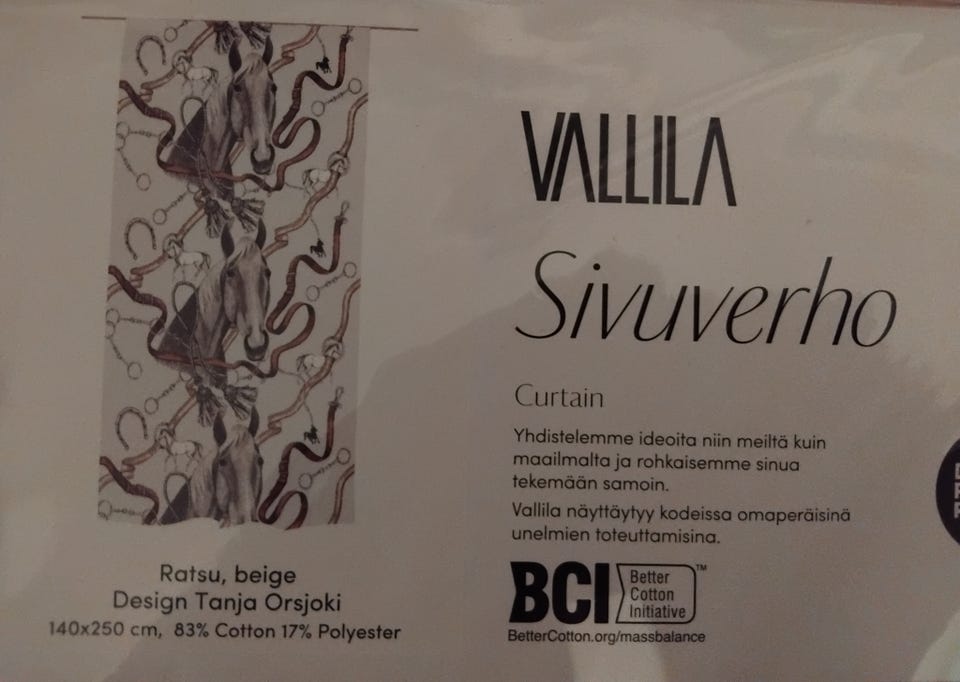 VALLILA
Sivuverho
Curtain
Yhdistelemme ideoita niin meiltä kuin
maailmalta ja rohkaisemme sinua
tekemään samoin.
Vallila näyttäytyy kodeissa omaperäisinä
unelmien toteuttamisina.
BCI Better
Cotton
Initiative™
BetterCotton.org/massbalance
Ratsu, beige
Design Tanja Orsjoki
140x250 cm, 83% Cotton 17% Polyester